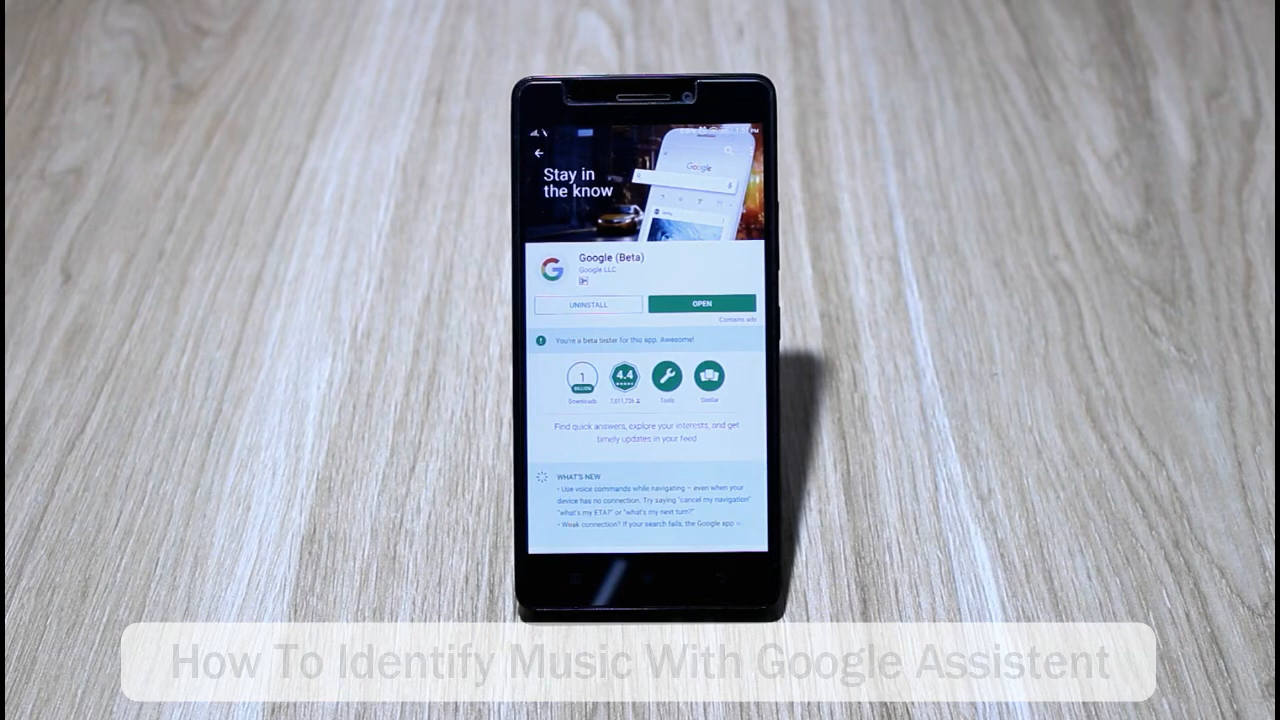 Google
Stay in
the know
Google (Beta)
Google LLC
3+
UNINSTALL
OPEN
Contains ads
You're a beta tester for this app. Awesome!
1
BILLION
4.4
Downloads
Tools
Similar
Find quick answers, explore your interests, and get
timely updates in your feed.
WHAT'S NEW
• Use voice commands while navigating – even when your
device has no connection. Try saying "cancel my navigation"
"what's my ETA?" or "what's my next turn?"
• Weak connection? If your search fails, the Google app
How To Identify Music With Google Assistent